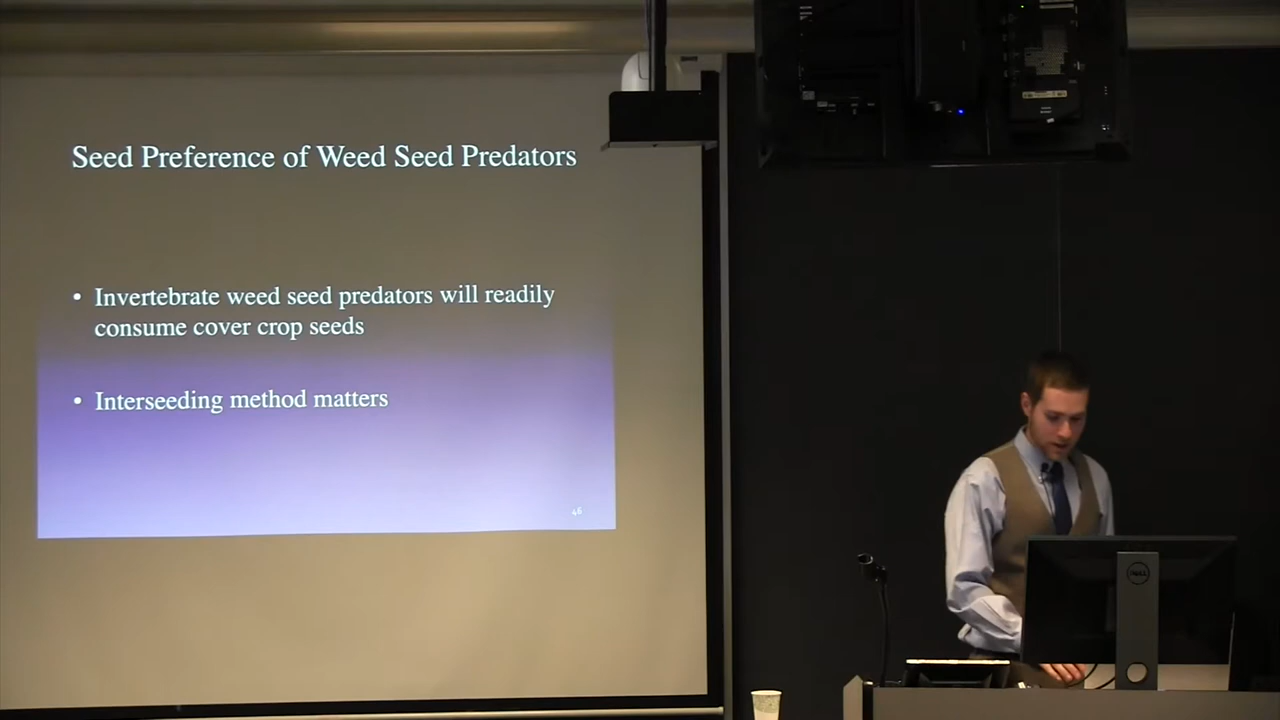 Seed Preference of Weed Seed Predators
• Invertebrate weed seed predators will readily
consume cover crop seeds
• Interseeding method matters
46
DELL